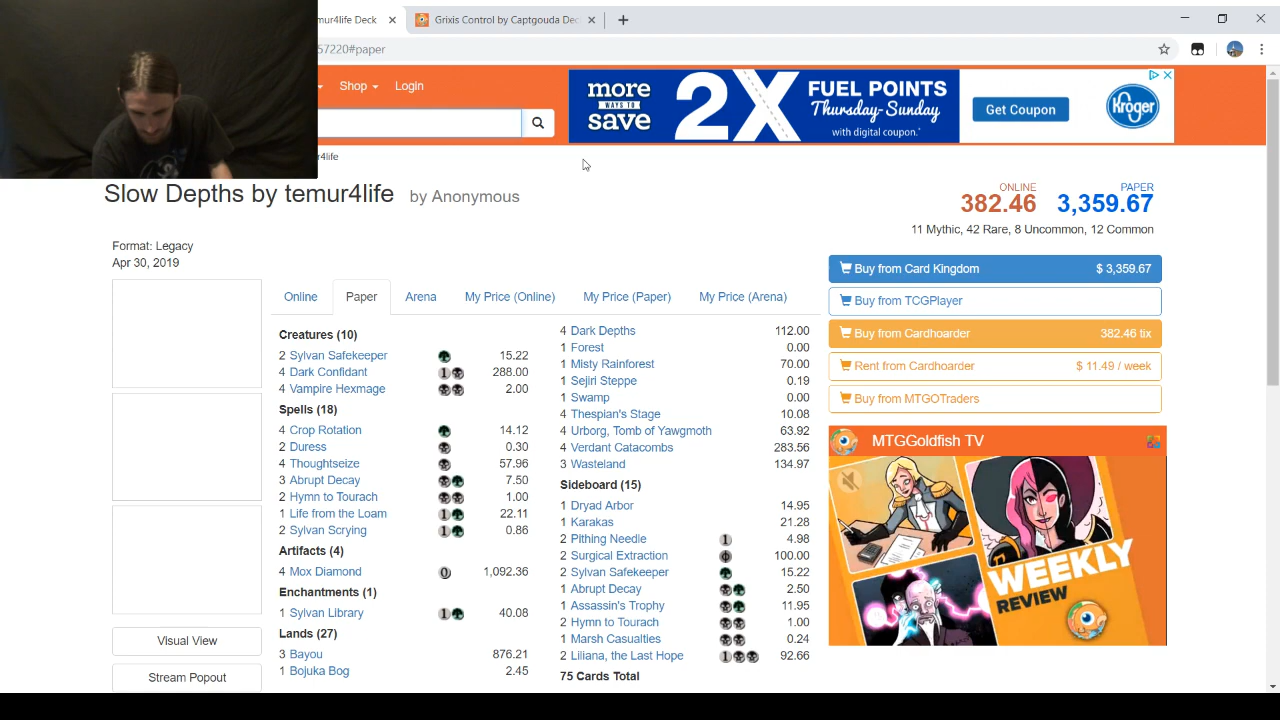 mur4life Deck
Grixis Control by Captgouda De
57220#paper
Shop
Login
more
WAYS TO
save
2X
FUEL POINTS
Thursday-Sunday
with digital coupon.*
Get Coupon
Kroger
ur4life
Slow Depths by temur4life by Anonymous
ONLINE
382.46
PAPER
3,359.67
11 Mythic, 42 Rare, 8 Uncommon, 12 Common
Format: Legacy
Apr 30, 2019
Online Paper Arena My Price (Online) My Price (Paper) My Price (Arena)
Creatures (10)
2 Sylvan Safekeeper 15.22
4 Dark Confidant 1 288.00
4 Vampire Hexmage 2.00
Spells (18)
4 Crop Rotation 14.12
2 Duress 0.30
4 Thoughtseize 57.96
3 Abrupt Decay 7.50
2 Hymn to Tourach 1.00
1 Life from the Loam 1 22.11
2 Sylvan Scrying 1 0.86
Artifacts (4)
4 Mox Diamond 0 1,092.36
Enchantments (1)
1 Sylvan Library 1 40.08
Lands (27)
3 Bayou 876.21
1 Bojuka Bog 2.45
4 Dark Depths 112.00
1 Forest 0.00
1 Misty Rainforest 70.00
1 Sejiri Steppe 0.19
1 Swamp 0.00
4 Thespian's Stage 10.08
4 Urborg, Tomb of Yawgmoth 63.92
4 Verdant Catacombs 283.56
3 Wasteland 134.97
Sideboard (15)
1 Dryad Arbor 14.95
1 Karakas 21.28
2 Pithing Needle 1 4.98
2 Surgical Extraction 100.00
2 Sylvan Safekeeper 15.22
1 Abrupt Decay 2.50
1 Assassin's Trophy 11.95
2 Hymn to Tourach 1.00
1 Marsh Casualties 0.24
2 Liliana, the Last Hope 1 92.66
75 Cards Total
Visual View
Stream Popout
Buy from Card Kingdom $ 3,359.67
Buy from TCGPlayer
Buy from Cardhoarder 382.46 tix
Rent from Cardhoarder $ 11.49 / week
Buy from MTGOTraders
MTGGoldfish TV
WEEKLY
REVIEW